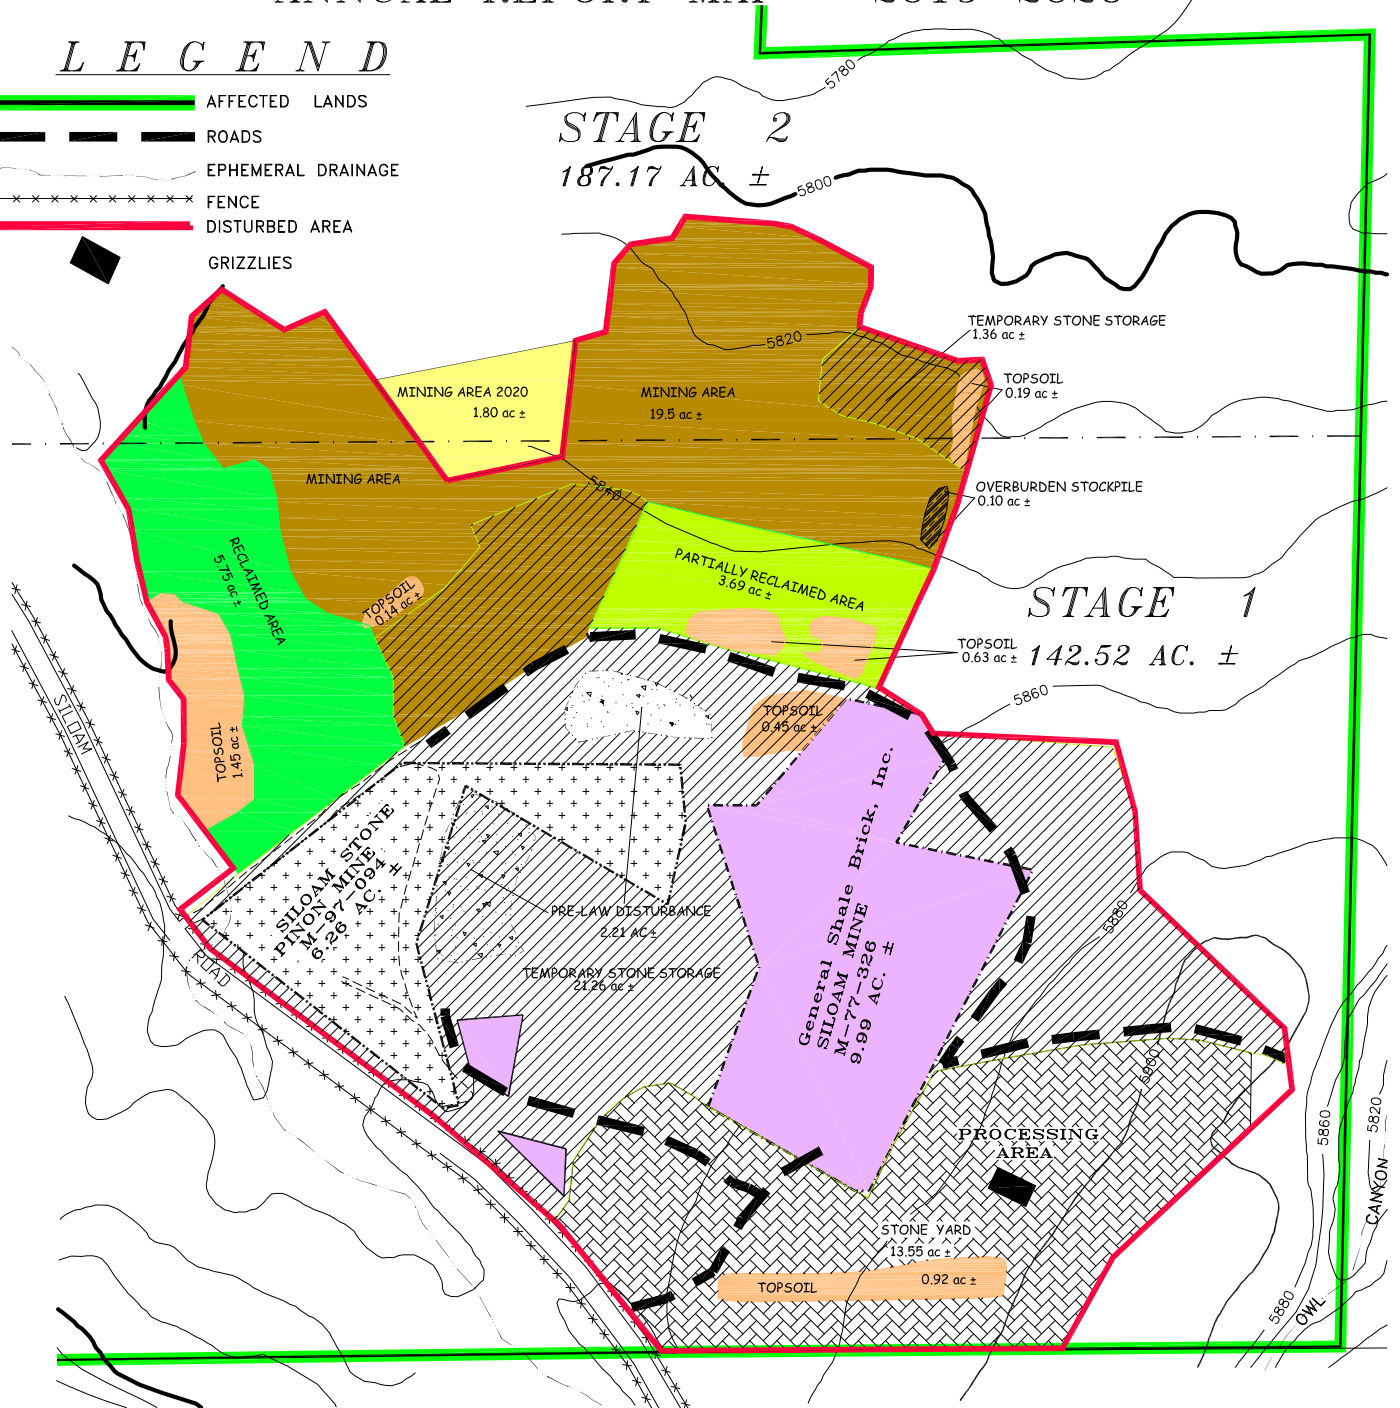 ANNUAL REPORT MAP 2019-2020
L E G E N D
AFFECTED LANDS
ROADS
EPHEMERAL DRAINAGE
FENCE
DISTURBED AREA
GRIZZLIES
5780
STAGE 2
187.17 AC. ±
5800
TEMPORARY STONE STORAGE
1.36 ac ±
5820
TOPSOIL
0.19 ac ±
MINING AREA 2020
1.80 ac ±
MINING AREA
19.5 ac ±
MINING AREA
5840
OVERBURDEN STOCKPILE
0.10 ac ±
RECLAIMED AREA
5.75 ac ±
TOPSOIL
0.14 ac ±
PARTIALLY RECLAIMED AREA
3.69 ac ±
STAGE 1
142.52 AC. ±
TOPSOIL
0.63 ac ±
5860
TOPSOIL
0.45 ac ±
SILOAM
TOPSOIL
1.45 ac ±
SILOAM STONE
PINON MINE
M-97-094
6.26 AC. ±
General Shale Brick, Inc.
SILOAM MINE
M-77-326
9.99 AC. ±
PRE-LAW DISTURBANCE
2.21 AC ±
5880
ROAD
TEMPORARY STONE STORAGE
21.26 ac ±
5860
5820
PROCESSING
AREA
CANYON
STONE YARD
13.55 ac ±
TOPSOIL
0.92 ac ±
5880
OWL